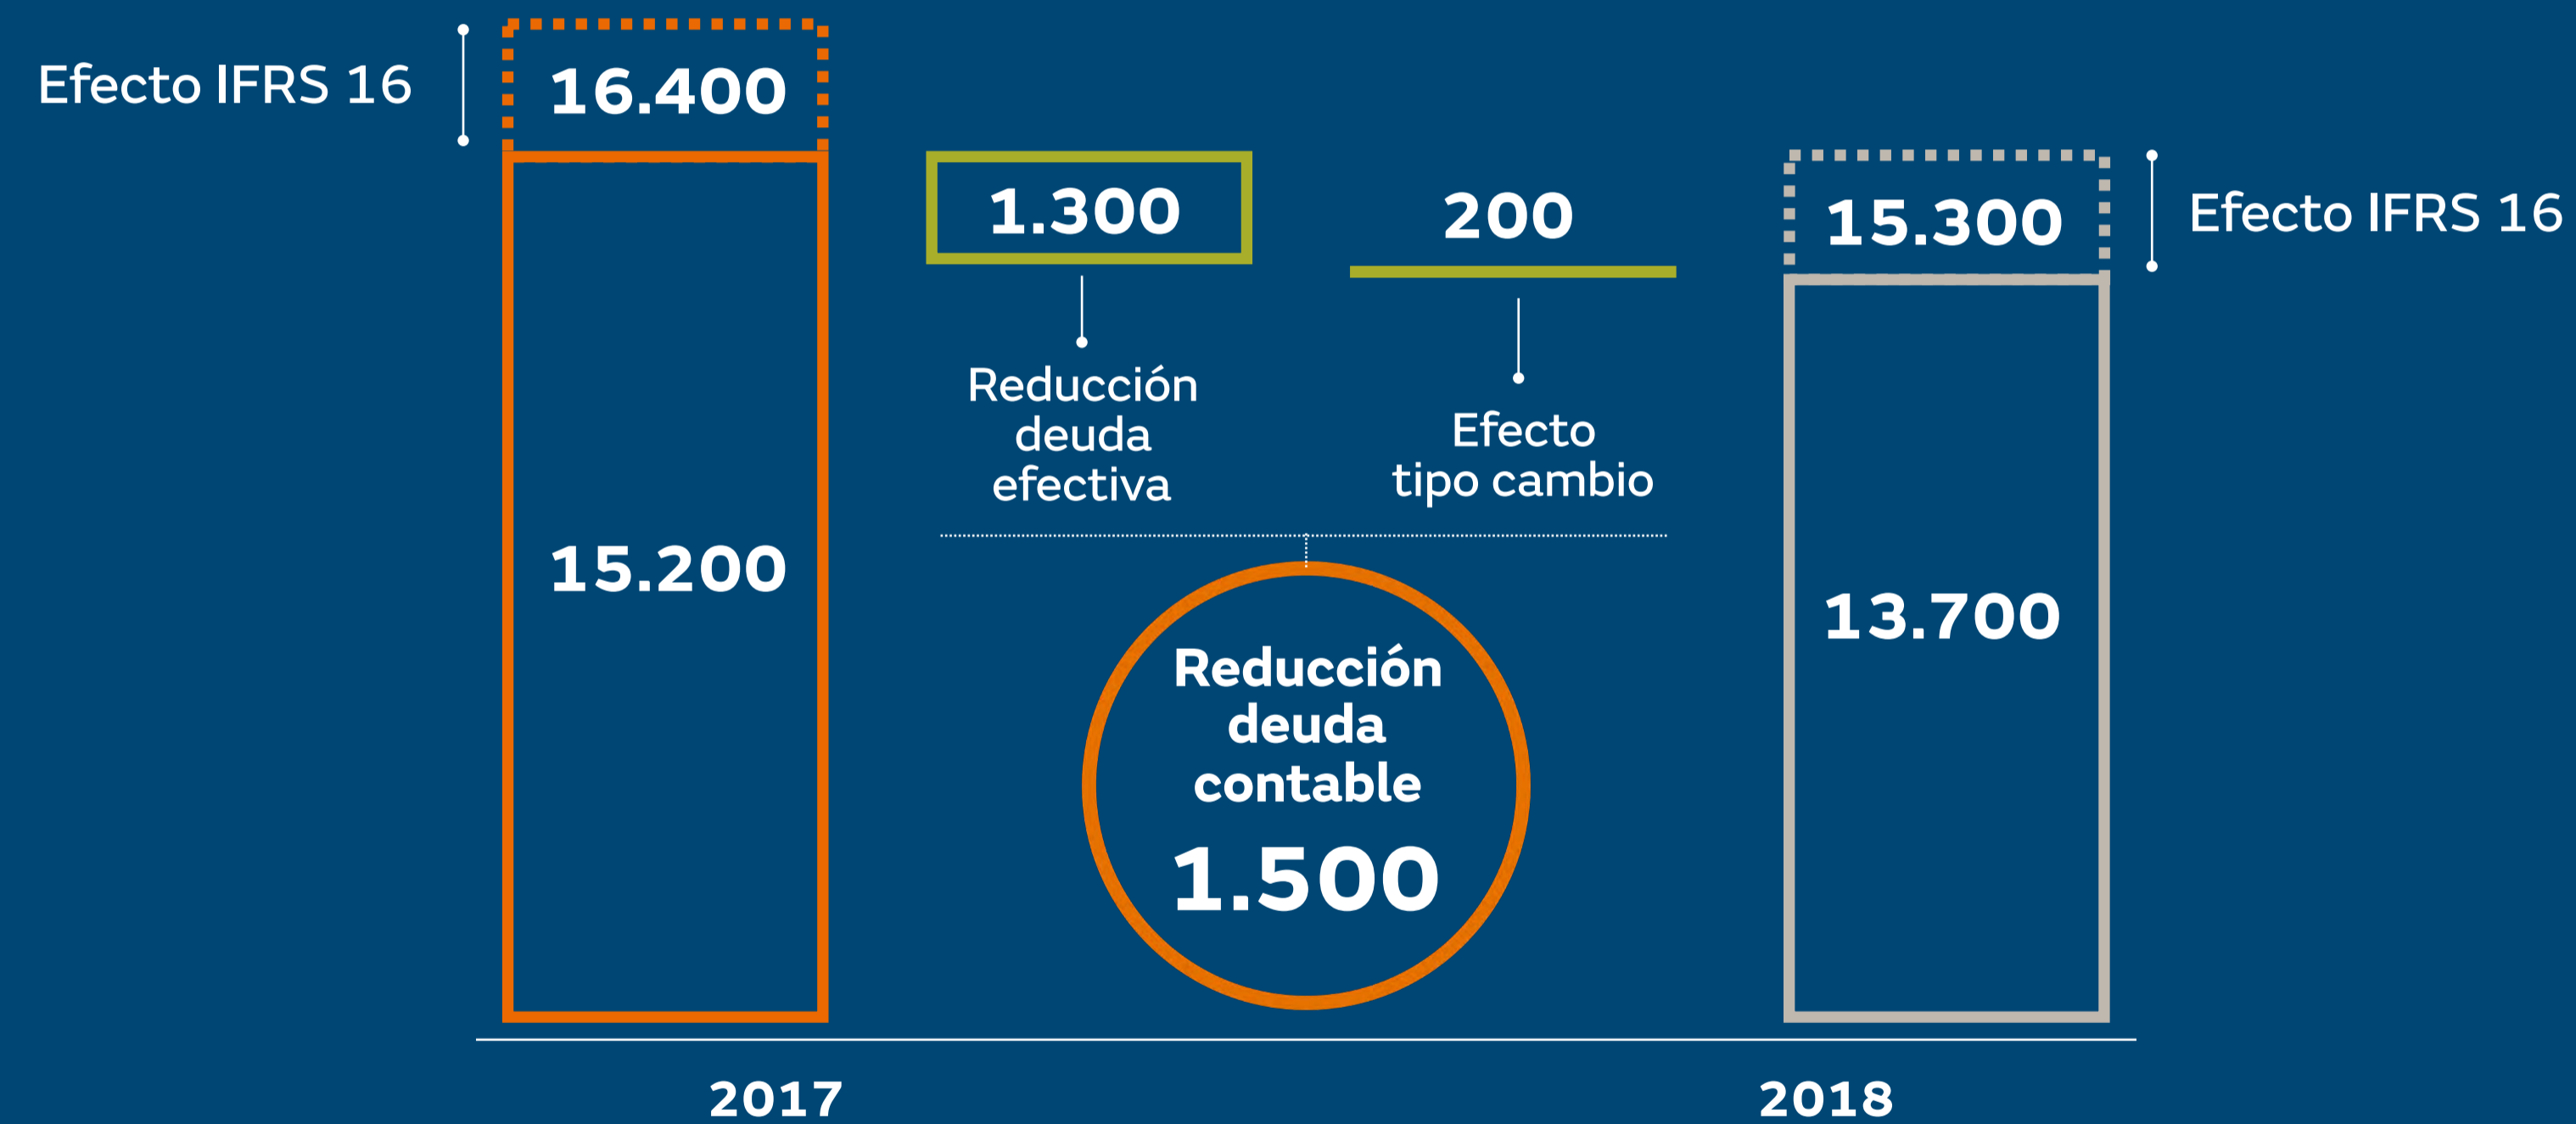 Efecto IFRS 16
16.400
15.200
1.300
Reducción
deuda
efectiva
200
Efecto
tipo cambio
Reducción
deuda
contable
1.500
15.300
Efecto IFRS 16
13.700
2017
2018